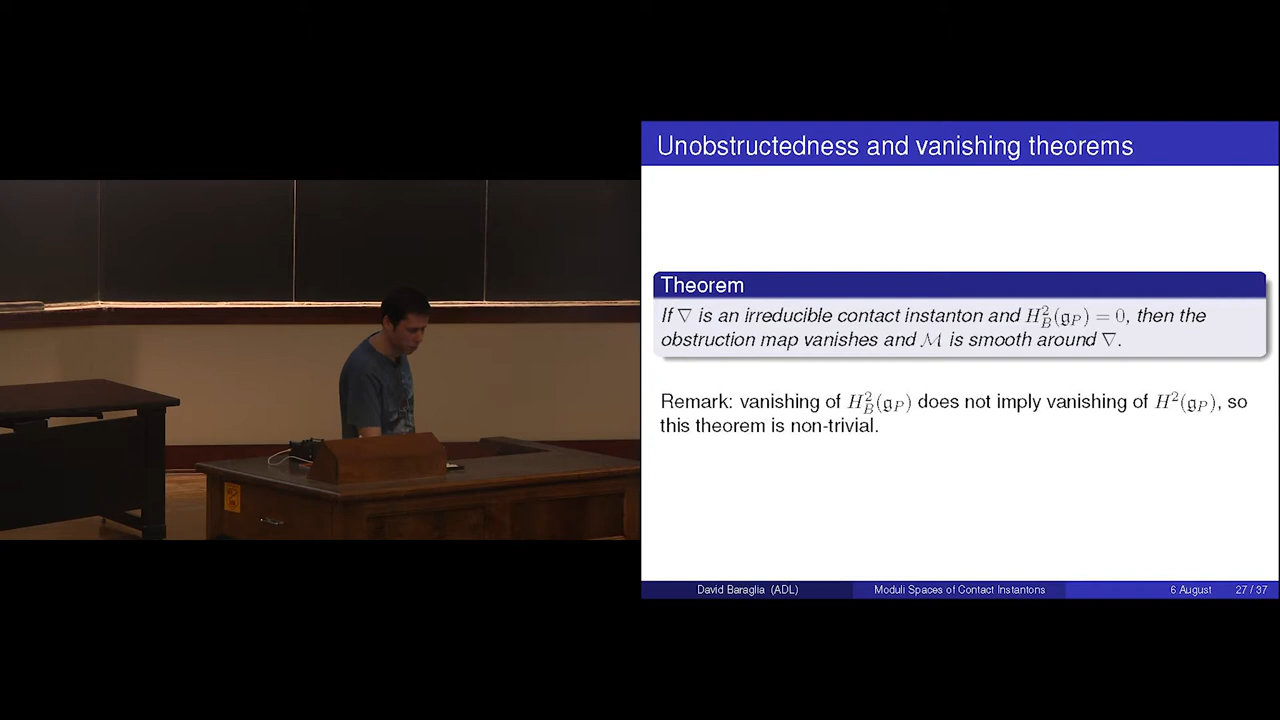 Unobstructedness and vanishing theorems
Theorem
If ∇ is an irreducible contact instanton and H²_B(𝔤_P) = 0, then the
obstruction map vanishes and ℳ is smooth around ∇.
Remark: vanishing of H²_B(𝔤_P) does not imply vanishing of H²(𝔤_P), so
this theorem is non-trivial.
David Baraglia (ADL) Moduli Spaces of Contact Instantons 6 August 27 / 37